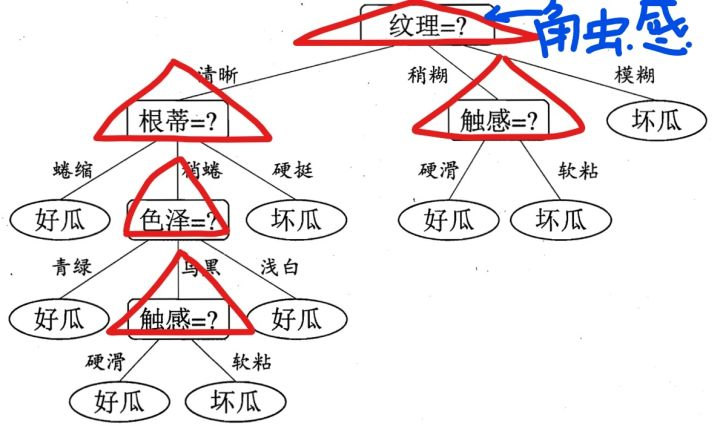 纹理=? 角虫感
清晰 稍糊 模糊
根蒂=? 触感=? 坏瓜
蜷缩 稍蜷 硬挺 硬滑 软粘
好瓜 色泽=? 坏瓜 好瓜 坏瓜
青绿 乌黑 浅白
好瓜 触感=? 好瓜
硬滑 软粘
好瓜 坏瓜